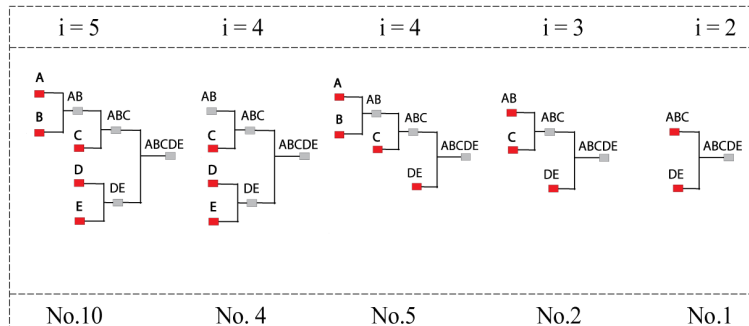 i = 5 i = 4 i = 4 i = 3 i = 2
A
AB
B
ABC
C
ABCDE
D
DE
E
AB
ABC
C
ABCDE
D
DE
E
A
AB
B
ABC
C
ABCDE
DE
AB
ABC
C
ABCDE
DE
ABC
ABCDE
DE
No.10 No. 4 No.5 No.2 No.1